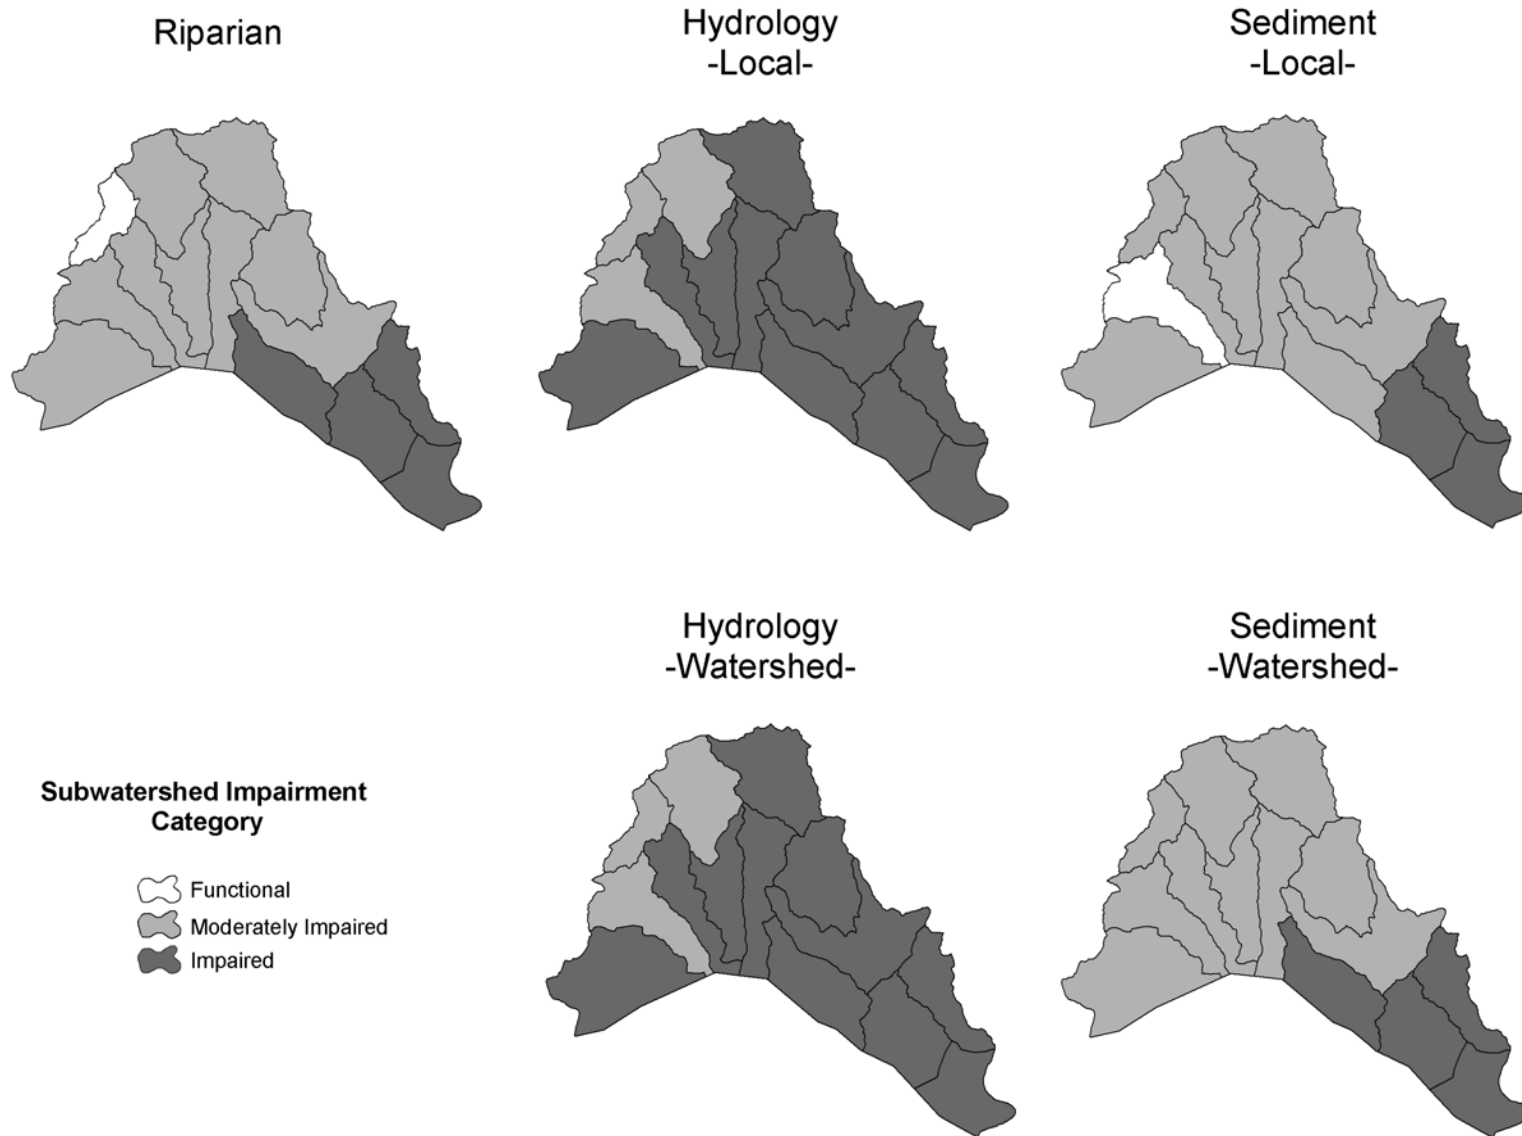 Riparian
Hydrology
-Local-
Sediment
-Local-
Hydrology
-Watershed-
Sediment
-Watershed-
Subwatershed Impairment
Category
Functional
Moderately Impaired
Impaired